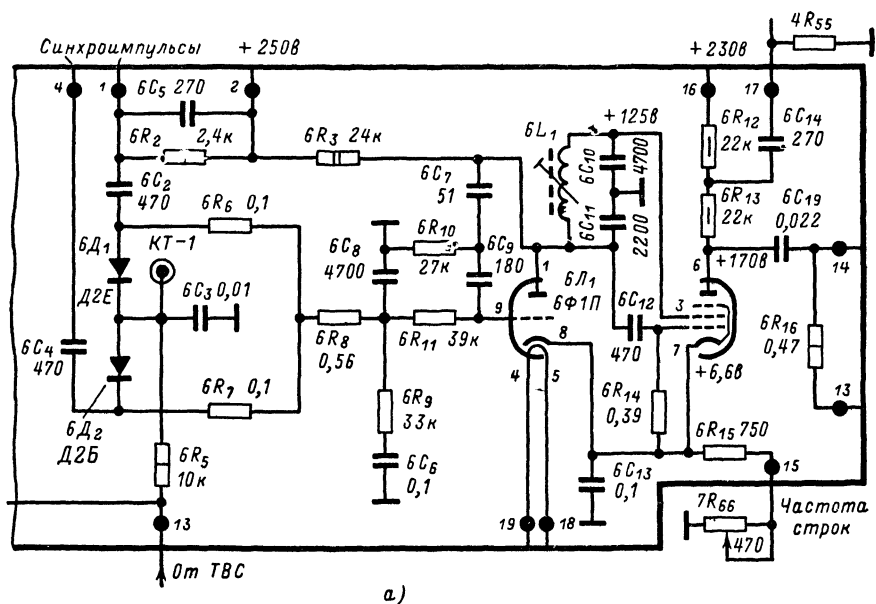 Синхроимпульсы
+ 250в
+ 230в
4R55
4
1
6C5 270
2
16
17
6R2
2,4к
6R3 24к
6L1
+ 125в
6C10
4700
6R12
22к
6C14
270
6C2
470
6R6 0,1
6C7
51
6C11
2200
6R13
22к
6C19
0,022
6Д1
Д2Е
КТ-1
6C8
4700
6R10
27к
6C9
180
1
6Л1
6Ф1П
6
+170в
14
6C3 0,01
9
8
6C12
470
3
7
+6,6в
6R16
0,47
6C4
470
6R8
0,56
6R11 39к
4
5
6R7 0,1
6Д2
Д2Б
6R9
33к
6R14
0,39
13
6R5
10к
6C6
0,1
6C13
0,1
6R15 750
15
13
19
18
7R66
470
Частота
строк
От ТВС
а)